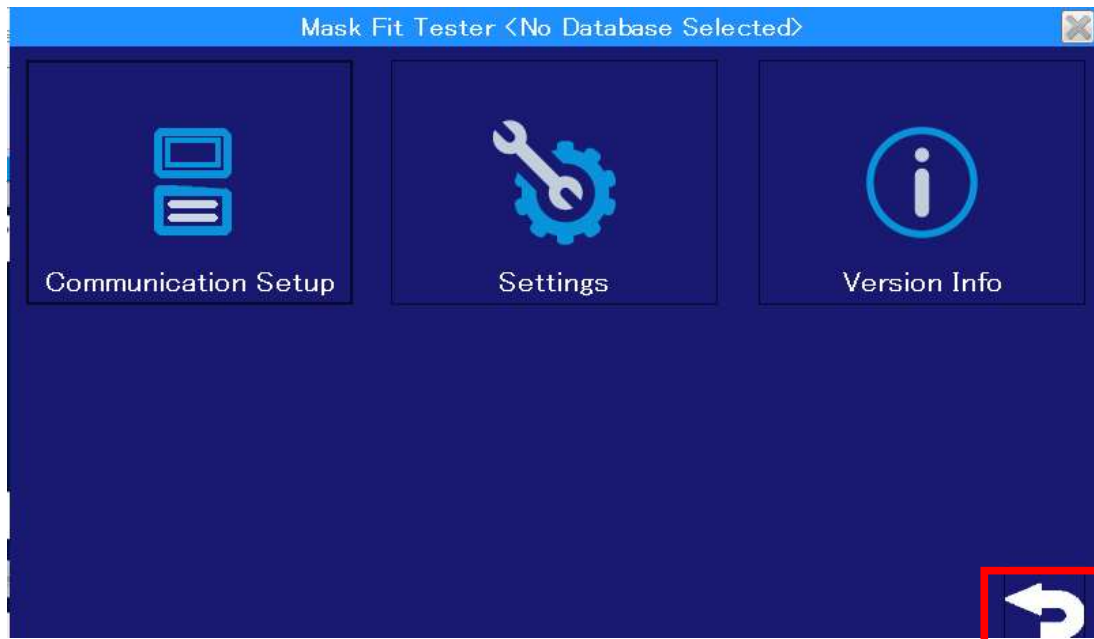 Mask Fit Tester <No Database Selected>
Communication Setup
Settings
Version Info